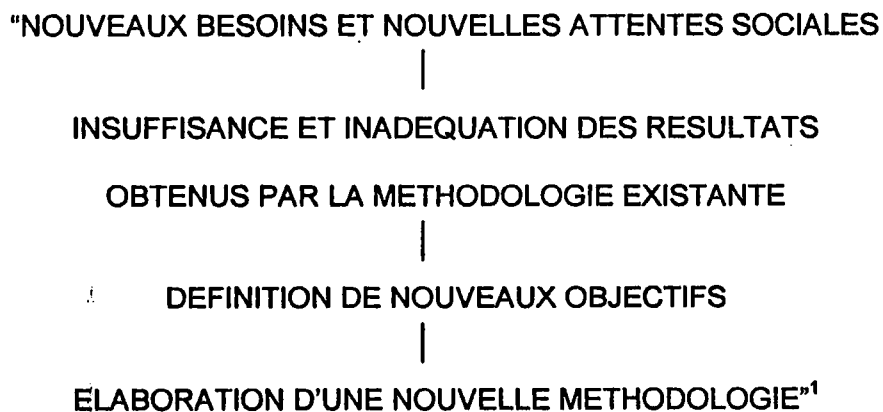 "NOUVEAUX BESOINS ET NOUVELLES ATTENTES SOCIALES
INSUFFISANCE ET INADEQUATION DES RESULTATS
OBTENUS PAR LA METHODOLOGIE EXISTANTE
DEFINITION DE NOUVEAUX OBJECTIFS
ELABORATION D'UNE NOUVELLE METHODOLOGIE"¹